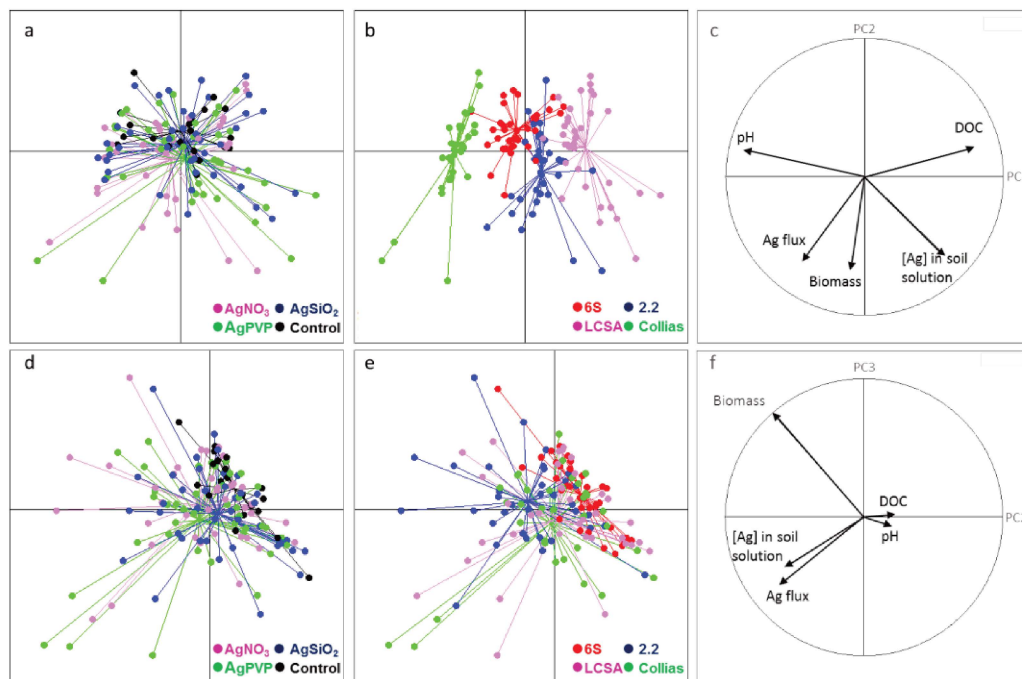 a
AgNO₃ AgSiO₂
AgPVP Control
b
6S 2.2
LCSA Collias
c
PC2
pH
DOC
PC
Ag flux
Biomass
[Ag] in soil
solution
d
AgNO₃ AgSiO₂
AgPVP Control
e
6S 2.2
LCSA Collias
f
PC3
Biomass
DOC
PC
pH
[Ag] in soil
solution
Ag flux